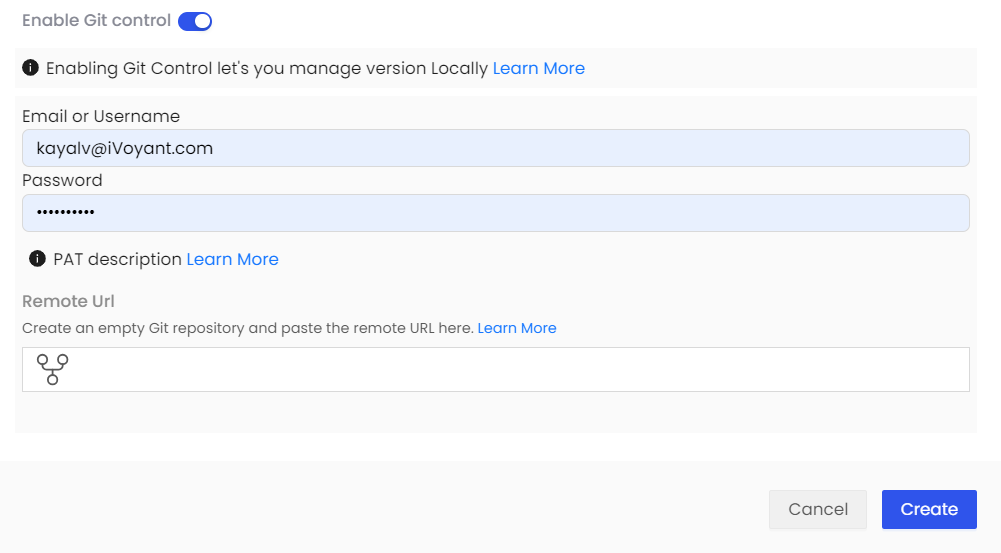 Enable Git control
Enabling Git Control let's you manage version Locally Learn More
Email or Username
kayalv@iVoyant.com
Password
••••••••••
PAT description Learn More
Remote Url
Create an empty Git repository and paste the remote URL here. Learn More
Cancel
Create